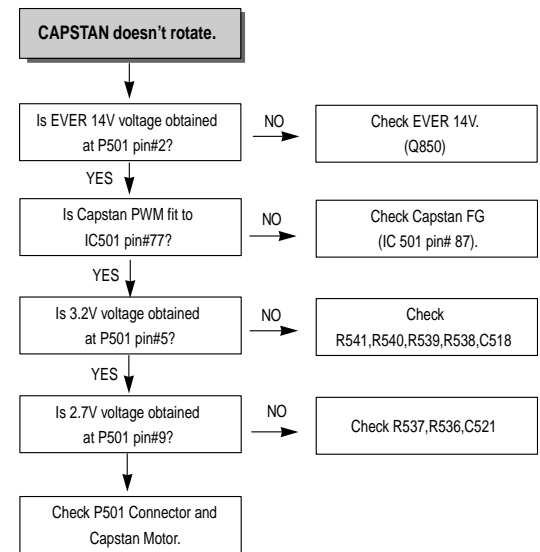 CAPSTAN doesn't rotate.
Is EVER 14V voltage obtained
at P501 pin#2?
NO
Check EVER 14V.
(Q850)
YES
Is Capstan PWM fit to
IC501 pin#77?
NO
Check Capstan FG
(IC 501 pin# 87).
YES
Is 3.2V voltage obtained
at P501 pin#5?
NO
Check
R541,R540,R539,R538,C518
YES
Is 2.7V voltage obtained
at P501 pin#9?
NO
Check R537,R536,C521
Check P501 Connector and
Capstan Motor.